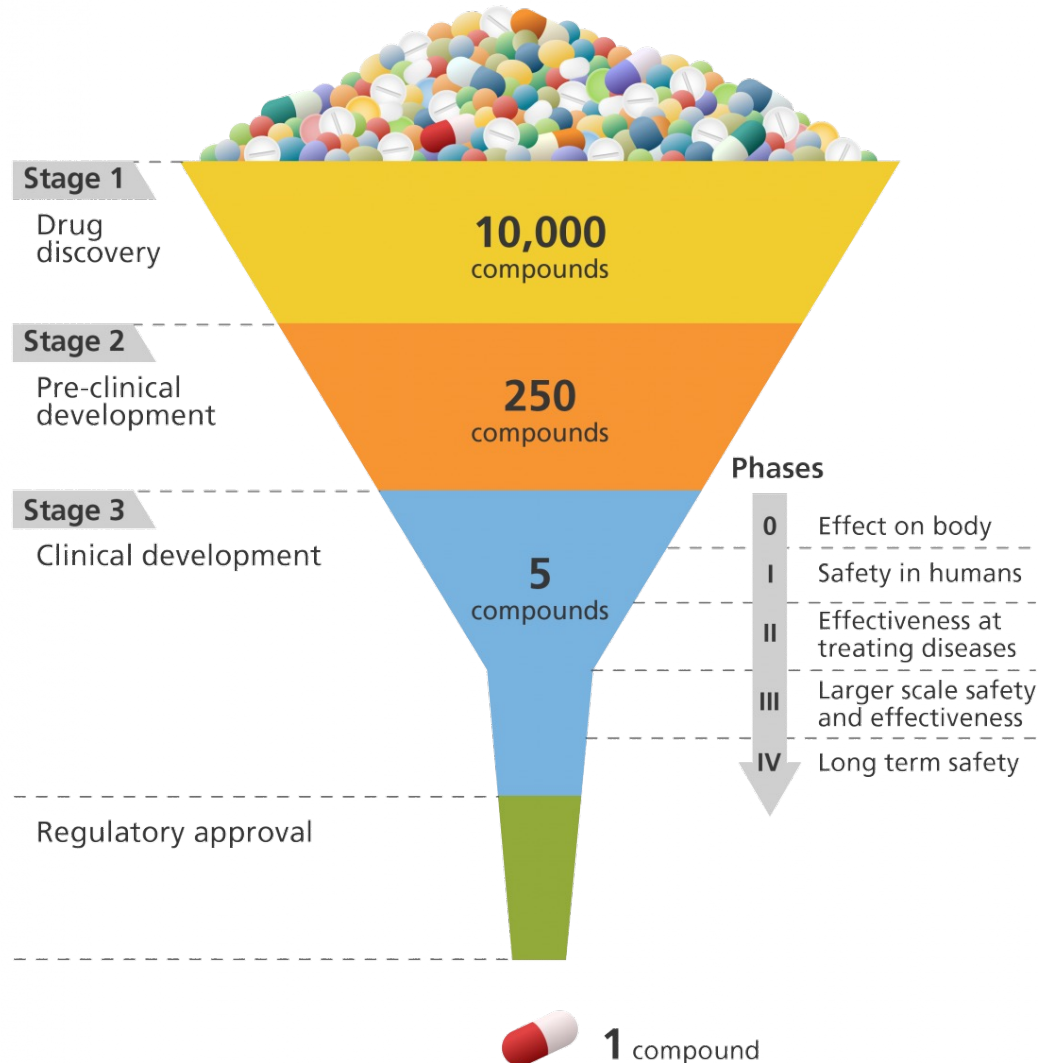 Stage 1
Drug
discovery
10,000
compounds
Stage 2
Pre-clinical
development
250
compounds
Stage 3
Clinical development
5
compounds
Phases
0 Effect on body
I Safety in humans
II Effectiveness at
treating diseases
III Larger scale safety
and effectiveness
IV Long term safety
Regulatory approval
1 compound